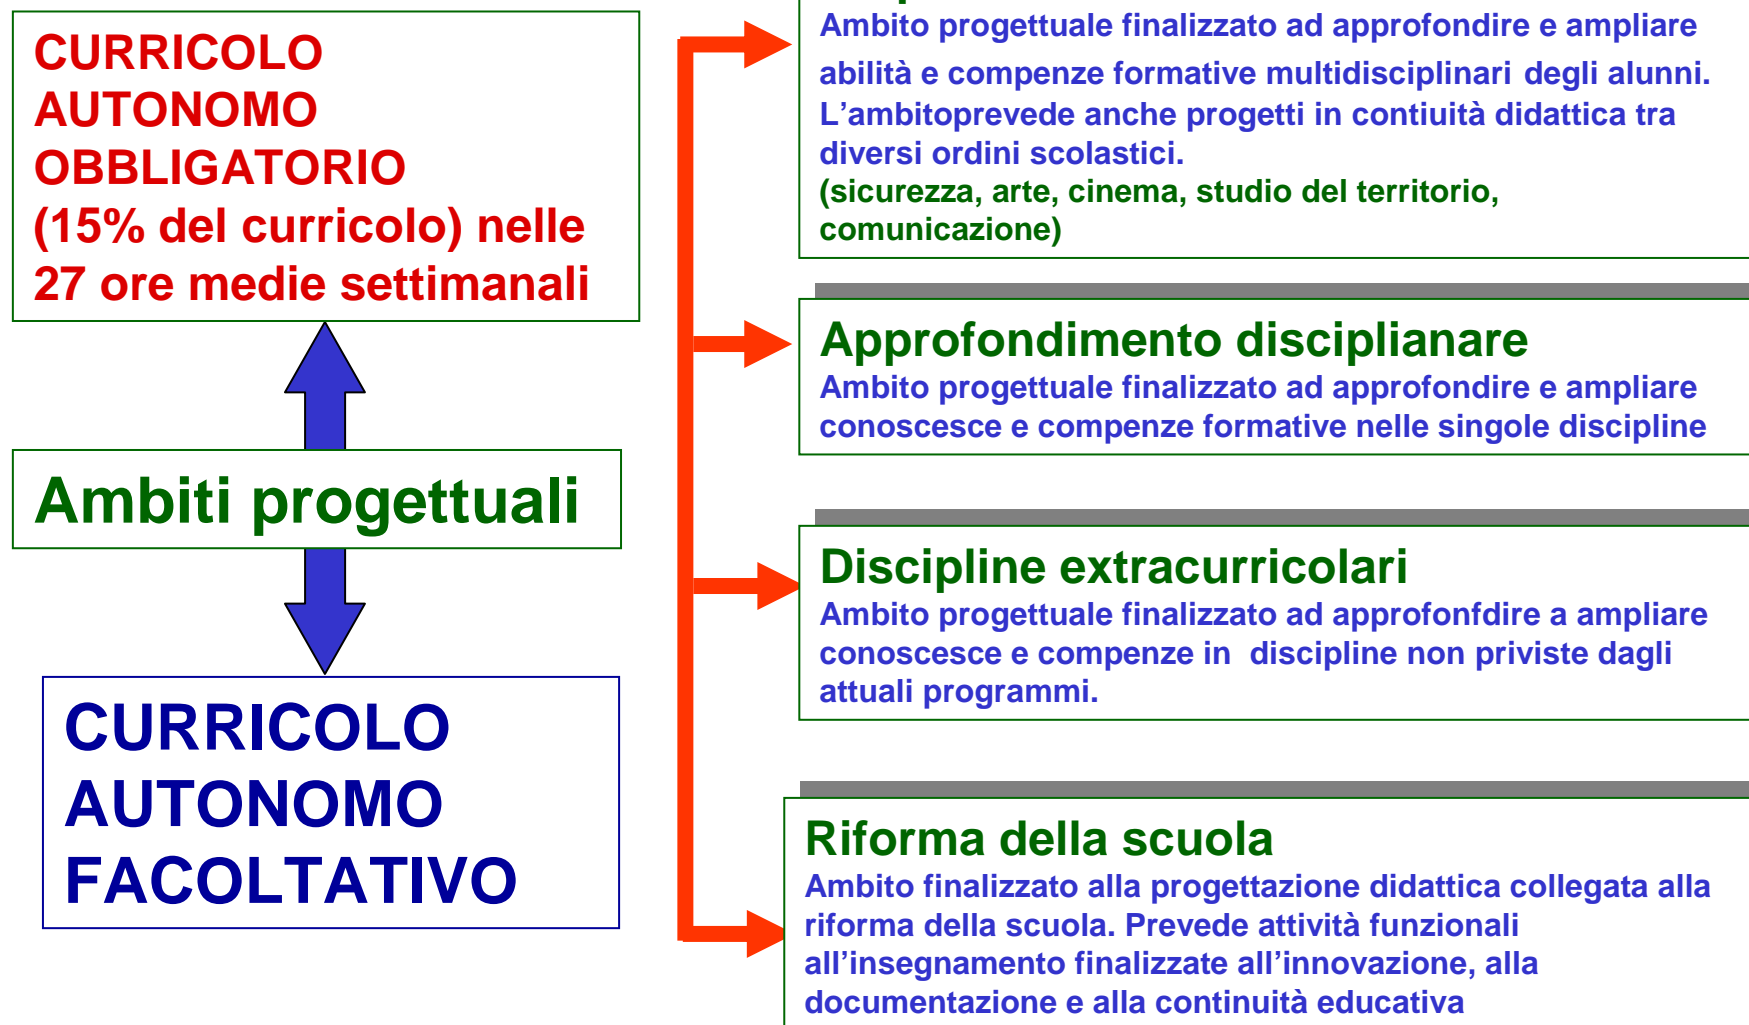 CURRICOLO
AUTONOMO
OBBLIGATORIO
(15% del curricolo) nelle
27 ore medie settimanali
Ambiti progettuali
CURRICOLO
AUTONOMO
FACOLTATIVO
Ambito progettuale finalizzato ad approfondire e ampliare
abilità e compenze formative multidisciplinari degli alunni.
L’ambitoprevede anche progetti in contiuità didattica tra
diversi ordini scolastici.
(sicurezza, arte, cinema, studio del territorio,
comunicazione)
Approfondimento disciplianare
Ambito progettuale finalizzato ad approfondire e ampliare
conoscesce e compenze formative nelle singole discipline
Discipline extracurricolari
Ambito progettuale finalizzato ad approfonfdire a ampliare
conoscesce e compenze in discipline non priviste dagli
attuali programmi.
Riforma della scuola
Ambito finalizzato alla progettazione didattica collegata alla
riforma della scuola. Prevede attività funzionali
all’insegnamento finalizzate all’innovazione, alla
documentazione e alla continuità educativa